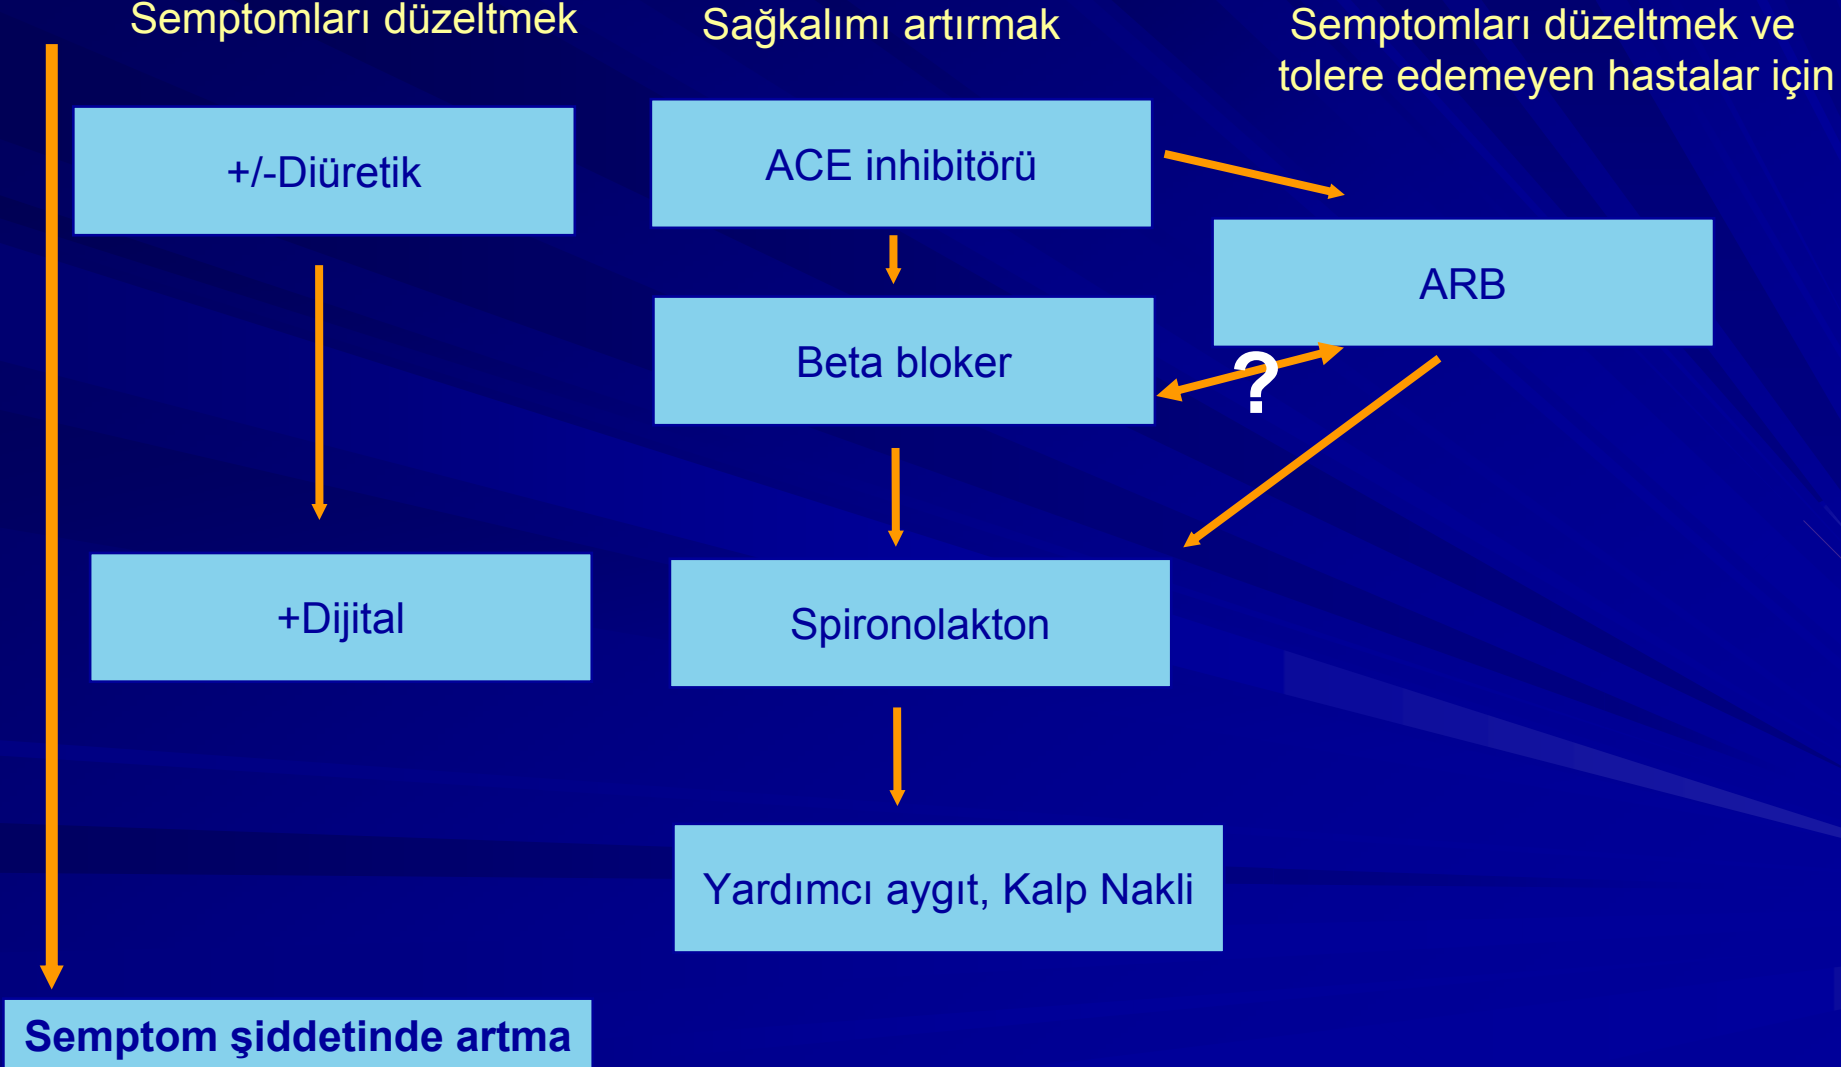 Semptomları düzeltmek
Sağkalımı artırmak
Semptomları düzeltmek ve
tolere edemeyen hastalar için
+/-Diüretik
ACE inhibitörü
ARB
Beta bloker
?
+Dijital
Spironolakton
Yardımcı aygıt, Kalp Nakli
Semptom şiddetinde artma